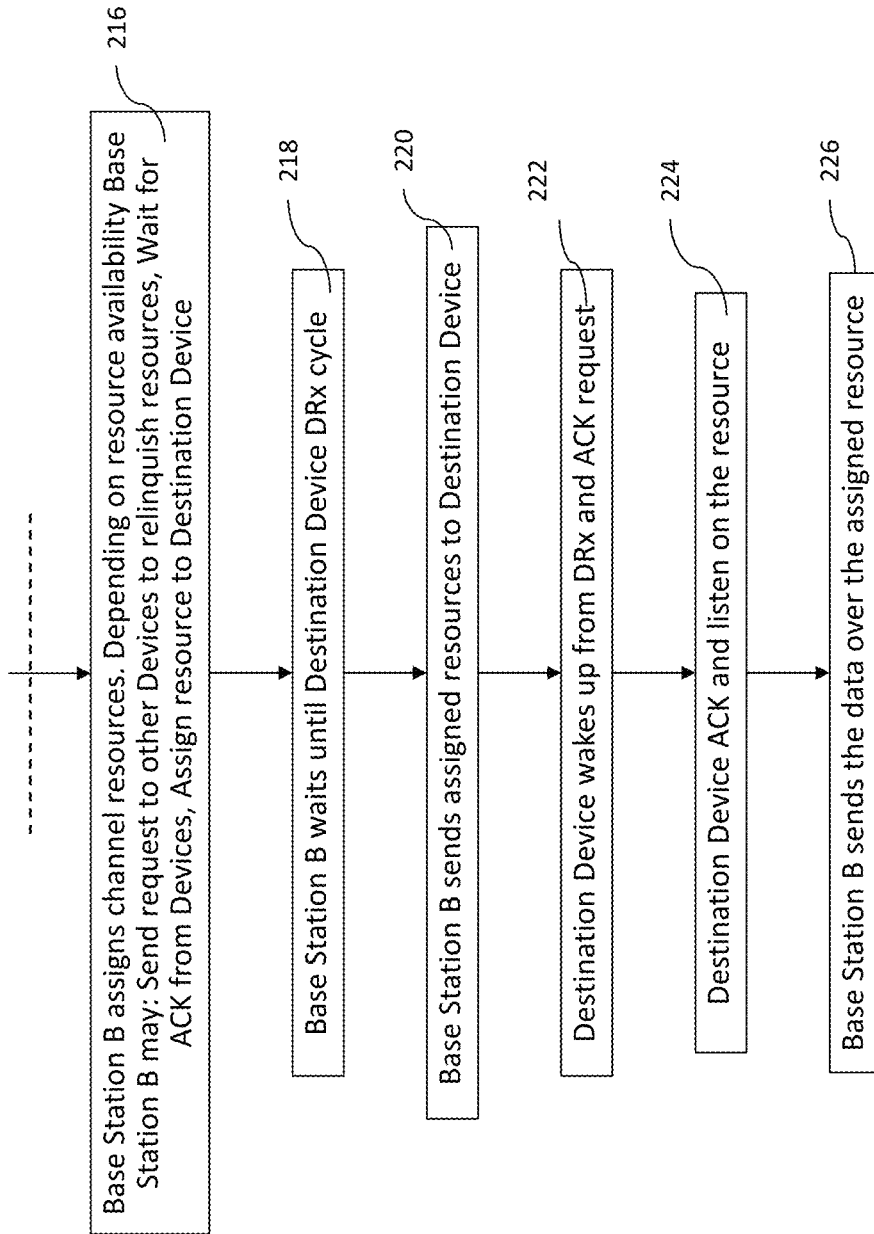 216
Base Station B assigns channel resources. Depending on resource availability Base
Station B may: Send request to other Devices to relinquish resources, Wait for
ACK from Devices, Assign resource to Destination Device
218
Base Station B waits until Destination Device DRx cycle
220
Base Station B sends assigned resources to Destination Device
222
Destination Device wakes up from DRx and ACK request
224
Destination Device ACK and listen on the resource
226
Base Station B sends the data over the assigned resource